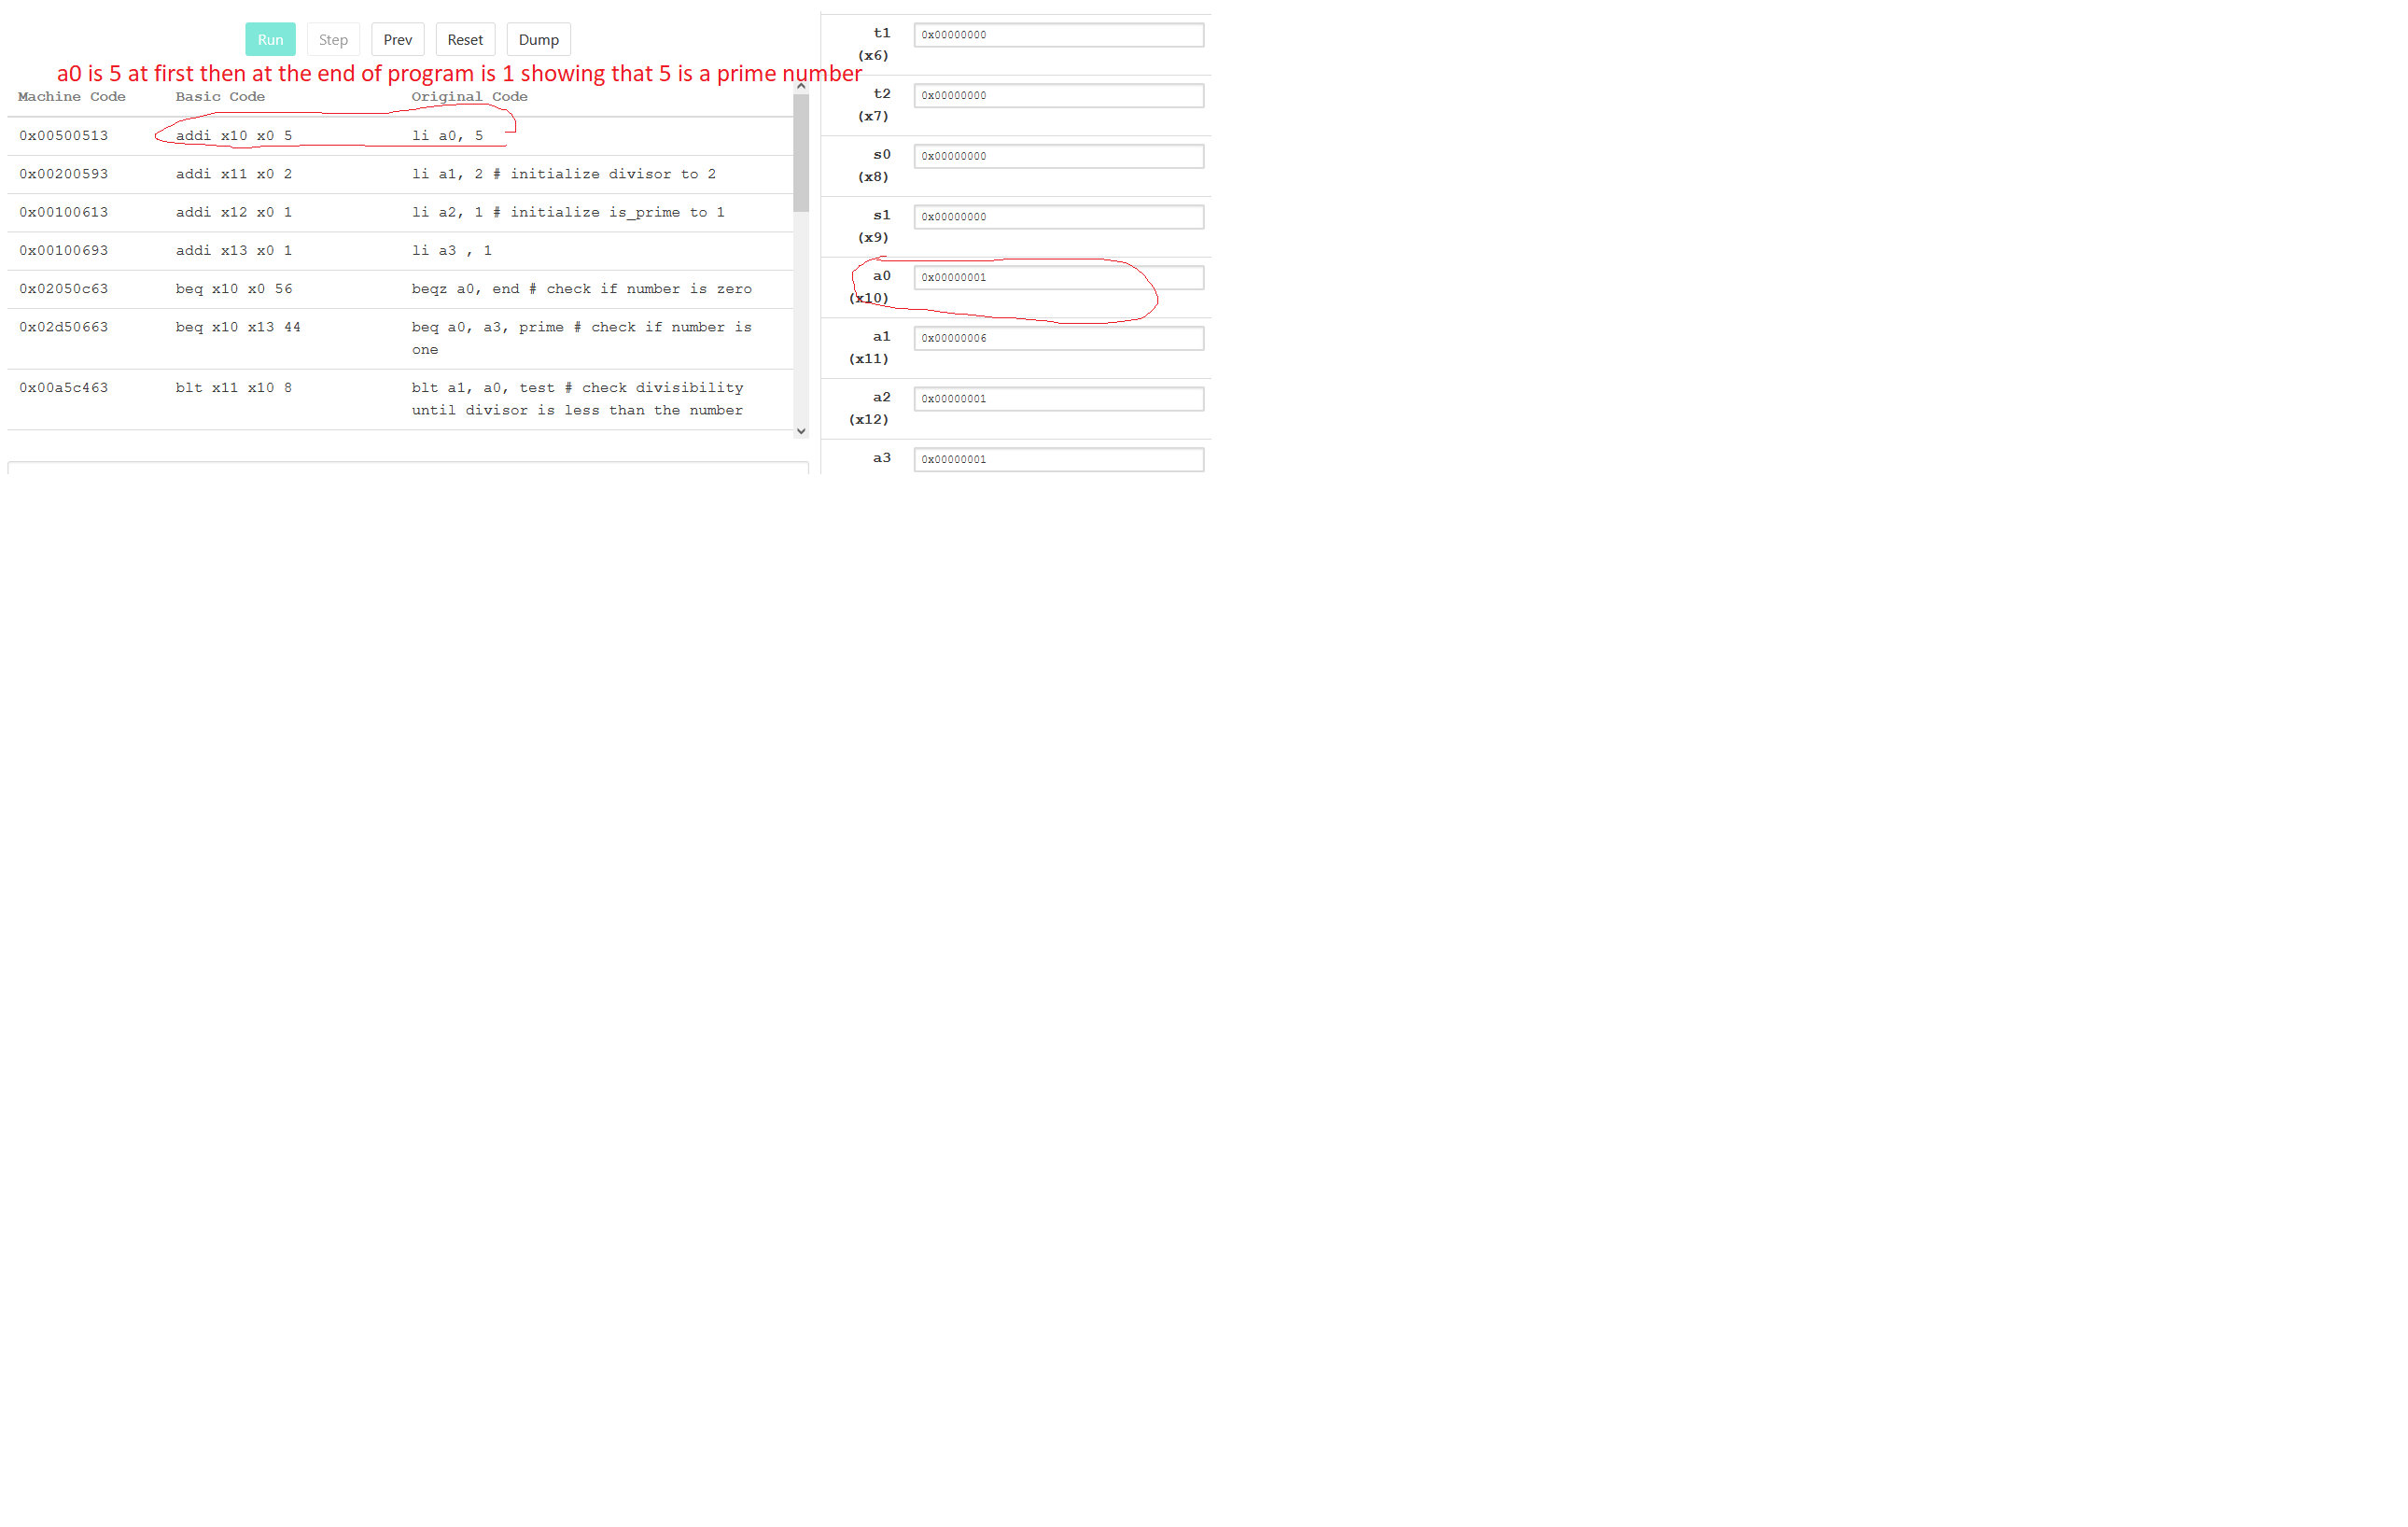 Run Step Prev Reset Dump
a0 is 5 at first then at the end of program is 1 showing that 5 is a prime number
Machine Code Basic Code Original Code
0x00500513 addi x10 x0 5 li a0, 5
0x00200593 addi x11 x0 2 li a1, 2 # initialize divisor to 2
0x00100613 addi x12 x0 1 li a2, 1 # initialize is_prime to 1
0x00100693 addi x13 x0 1 li a3 , 1
0x02050c63 beq x10 x0 56 beqz a0, end # check if number is zero
0x02d50663 beq x10 x13 44 beq a0, a3, prime # check if number is
one
0x00a5c463 blt x11 x10 8 blt a1, a0, test # check divisibility
until divisor is less than the number
t1 0x00000000
(x6)
t2 0x00000000
(x7)
s0 0x00000000
(x8)
s1 0x00000000
(x9)
a0 0x00000001
(x10)
a1 0x00000006
(x11)
a2 0x00000001
(x12)
a3 0x00000001